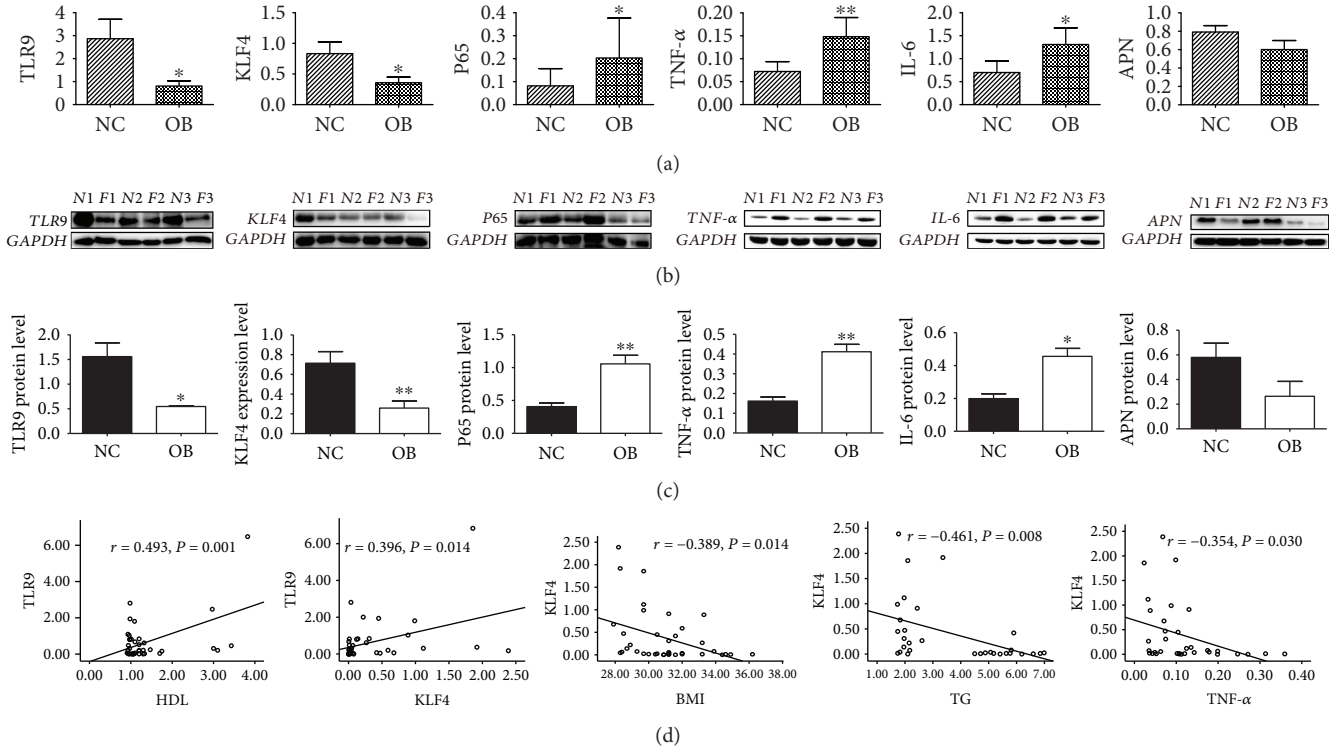 TLR9
4
3
2
1
0
*
NC OB
KLF4
1.5
1.0
0.5
0.0
*
NC OB
P65
0.4
0.3
0.2
0.1
0.0
*
NC OB
TNF-α
0.20
0.15
0.10
0.05
0.00
**
NC OB
IL-6
2.0
1.5
1.0
0.5
0.0
*
NC OB
APN
1.0
0.8
0.6
0.4
0.2
0.0
NC OB
(a)
N1 F1 N2 F2 N3 F3
TLR9
GAPDH
N1 F1 N2 F2 N3 F3
KLF4
GAPDH
N1 F1 N2 F2 N3 F3
P65
GAPDH
N1 F1 N2 F2 N3 F3
TNF-α
GAPDH
N1 F1 N2 F2 N3 F3
IL-6
GAPDH
N1 F1 N2 F2 N3 F3
APN
GAPDH
(b)
TLR9 protein level
2.0
1.5
1.0
0.5
0.0
*
NC OB
KLF4 expression level
1.0
0.8
0.6
0.4
0.2
0.0
**
NC OB
P65 protein level
1.5
1.0
0.5
0.0
**
NC OB
TNF-α protein level
0.5
0.4
0.3
0.2
0.1
0.0
**
NC OB
IL-6 protein level
0.6
0.4
0.2
0.0
*
NC OB
APN protein level
0.8
0.6
0.4
0.2
0.0
NC OB
(c)
TLR9
6.00
4.00
2.00
0.00
r = 0.493, P = 0.001
0.00 1.00 2.00 3.00 4.00
HDL
TLR9
6.00
4.00
2.00
0.00
r = 0.396, P = 0.014
0.00 0.50 1.00 1.50 2.00 2.50
KLF4
KLF4
2.50
2.00
1.50
1.00
0.50
0.00
r = −0.389, P = 0.014
28.00 30.00 32.00 34.00 36.00 38.00
BMI
KLF4
2.50
2.00
1.50
1.00
0.50
0.00
r = −0.461, P = 0.008
1.00 2.00 3.00 4.00 5.00 6.00 7.00
TG
KLF4
2.50
2.00
1.50
1.00
0.50
0.00
r = −0.354, P = 0.030
0.00 0.10 0.20 0.30 0.40
TNF-α
(d)